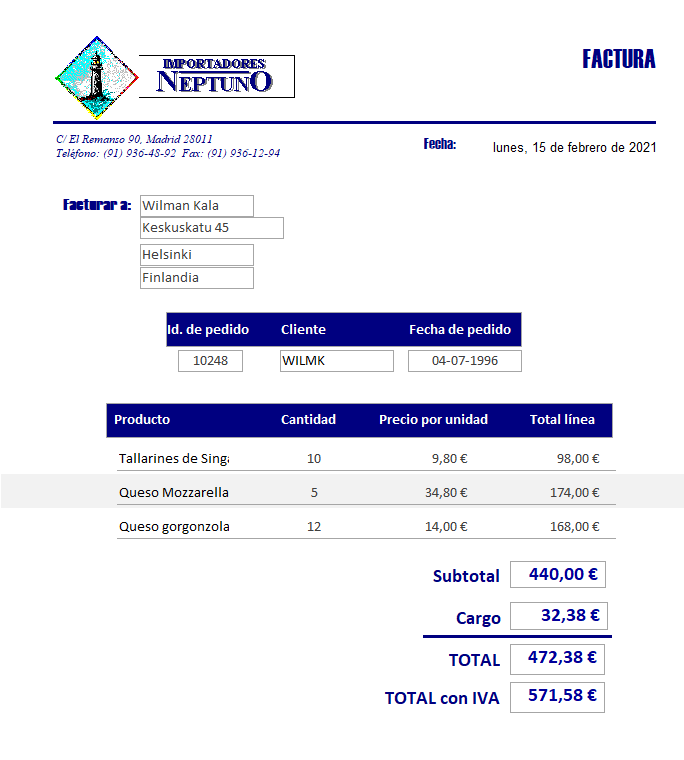 IMPORTADORES
NEPTUNO
FACTURA
C/ El Remanso 90, Madrid 28011
Teléfono: (91) 936-48-92 Fax: (91) 936-12-94
Fecha: lunes, 15 de febrero de 2021
Facturar a: Wilman Kala
Keskuskatu 45
Helsinki
Finlandia
Id. de pedido Cliente Fecha de pedido
10248 WILMK 04-07-1996
Producto Cantidad Precio por unidad Total línea
Tallarines de Singa 10 9,80 € 98,00 €
Queso Mozzarella 5 34,80 € 174,00 €
Queso gorgonzola 12 14,00 € 168,00 €
Subtotal 440,00 €
Cargo 32,38 €
TOTAL 472,38 €
TOTAL con IVA 571,58 €